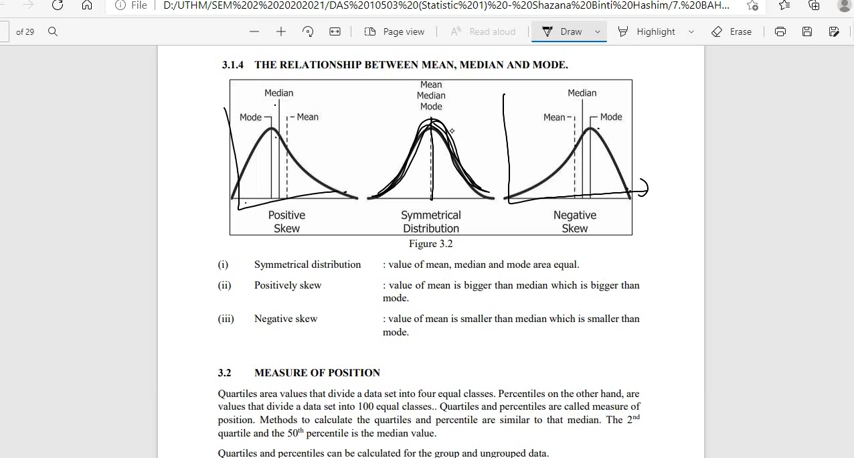 File
D:/UTHM/SEM%202%2020202021/DAS%2010503%20(Statistic%201)%20-%20Shazana%20Binti%20Hashim/7.%20BAH...
of 29
Page view
Read aloud
Draw
Highlight
Erase
3.1.4 THE RELATIONSHIP BETWEEN MEAN, MEDIAN AND MODE.
Median
Mode
Mean
Positive
Skew
Mean
Median
Mode
Symmetrical
Distribution
Median
Mean
Mode
Negative
Skew
Figure 3.2
(i) Symmetrical distribution : value of mean, median and mode area equal.
(ii) Positively skew : value of mean is bigger than median which is bigger than
mode.
(iii) Negative skew : value of mean is smaller than median which is smaller than
mode.
3.2 MEASURE OF POSITION
Quartiles area values that divide a data set into four equal classes. Percentiles on the other hand, are
values that divide a data set into 100 equal classes.. Quartiles and percentiles are called measure of
position. Methods to calculate the quartiles and percentile are similar to that median. The 2nd
quartile and the 50th percentile is the median value.
Quartiles and percentiles can be calculated for the group and ungrouped data.